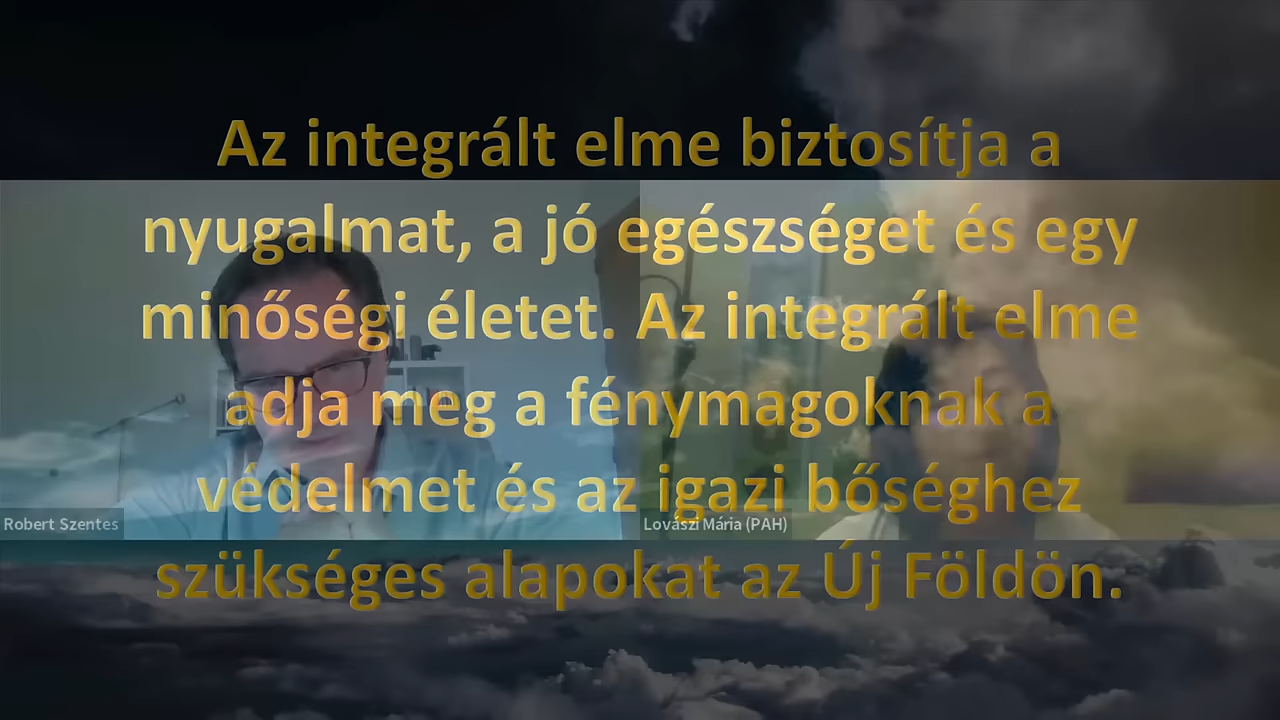 Az integrált elme biztosítja a
nyugalmat, a jó egészséget és egy
minőségi életet. Az integrált elme
adja meg a fénymagoknak a
védelmet és az igazi bőséghez
Robert Szentes
Lovászi Mária (PAH)
szükséges alapokat az Új Földön.